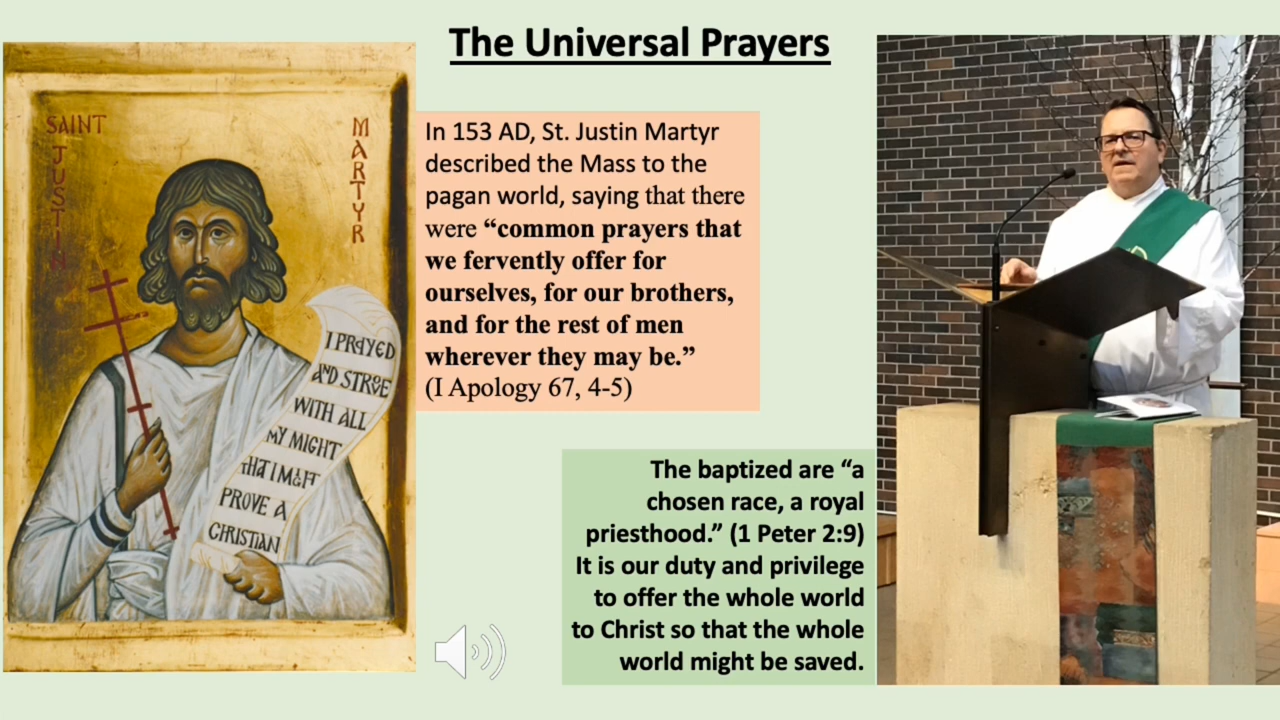 The Universal Prayers
SAINT
JUSTIN
MARTYR
I PRAYED
AND STROE
WITH ALL
MY MIGHT
THAT I MIGHT
PROVE A
CHRISTIAN
In 153 AD, St. Justin Martyr
described the Mass to the
pagan world, saying that there
were “common prayers that
we fervently offer for
ourselves, for our brothers,
and for the rest of men
wherever they may be.”
(I Apology 67, 4-5)
The baptized are “a
chosen race, a royal
priesthood.” (1 Peter 2:9)
It is our duty and privilege
to offer the whole world
to Christ so that the whole
world might be saved.